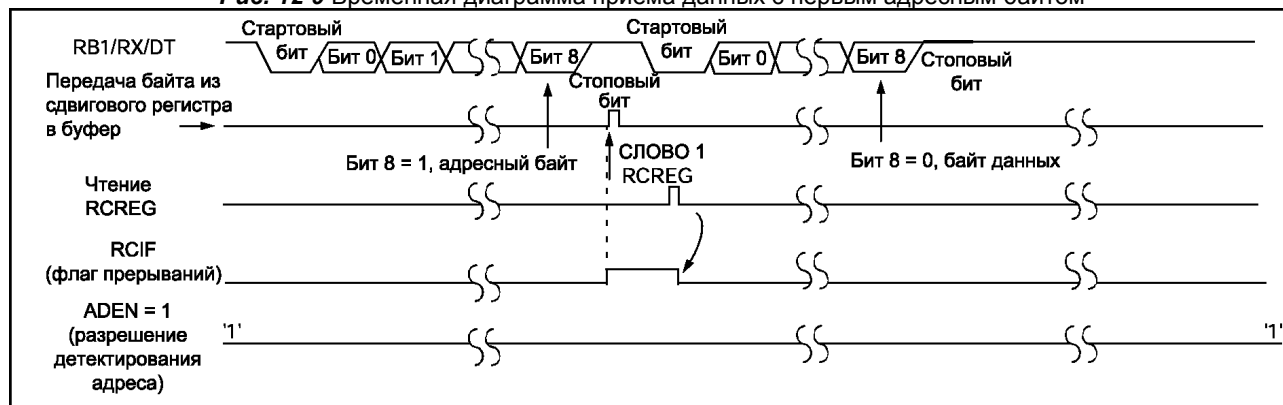 Рис. 12-9 Временная диаграмма приема данных с первым адресным байтом
RB1/RX/DT
Стартовый
бит
Бит 0
Бит 1
Бит 8
Стоповый
бит
Стартовый
бит
Бит 0
Бит 8
Стоповый
бит
Передача байта из
сдвигового регистра
в буфер
Бит 8 = 1, адресный байт
СЛОВО 1
RCREG
Бит 8 = 0, байт данных
Чтение
RCREG
RCIF
(флаг прерываний)
ADEN = 1
(разрешение
детектирования
адреса)
'1'
'1'